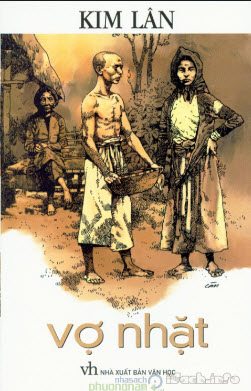 KIM LÂN
vợ nhặt
vh NHÀ XUẤT BẢN VĂN HỌC
nhasach
phuongnam